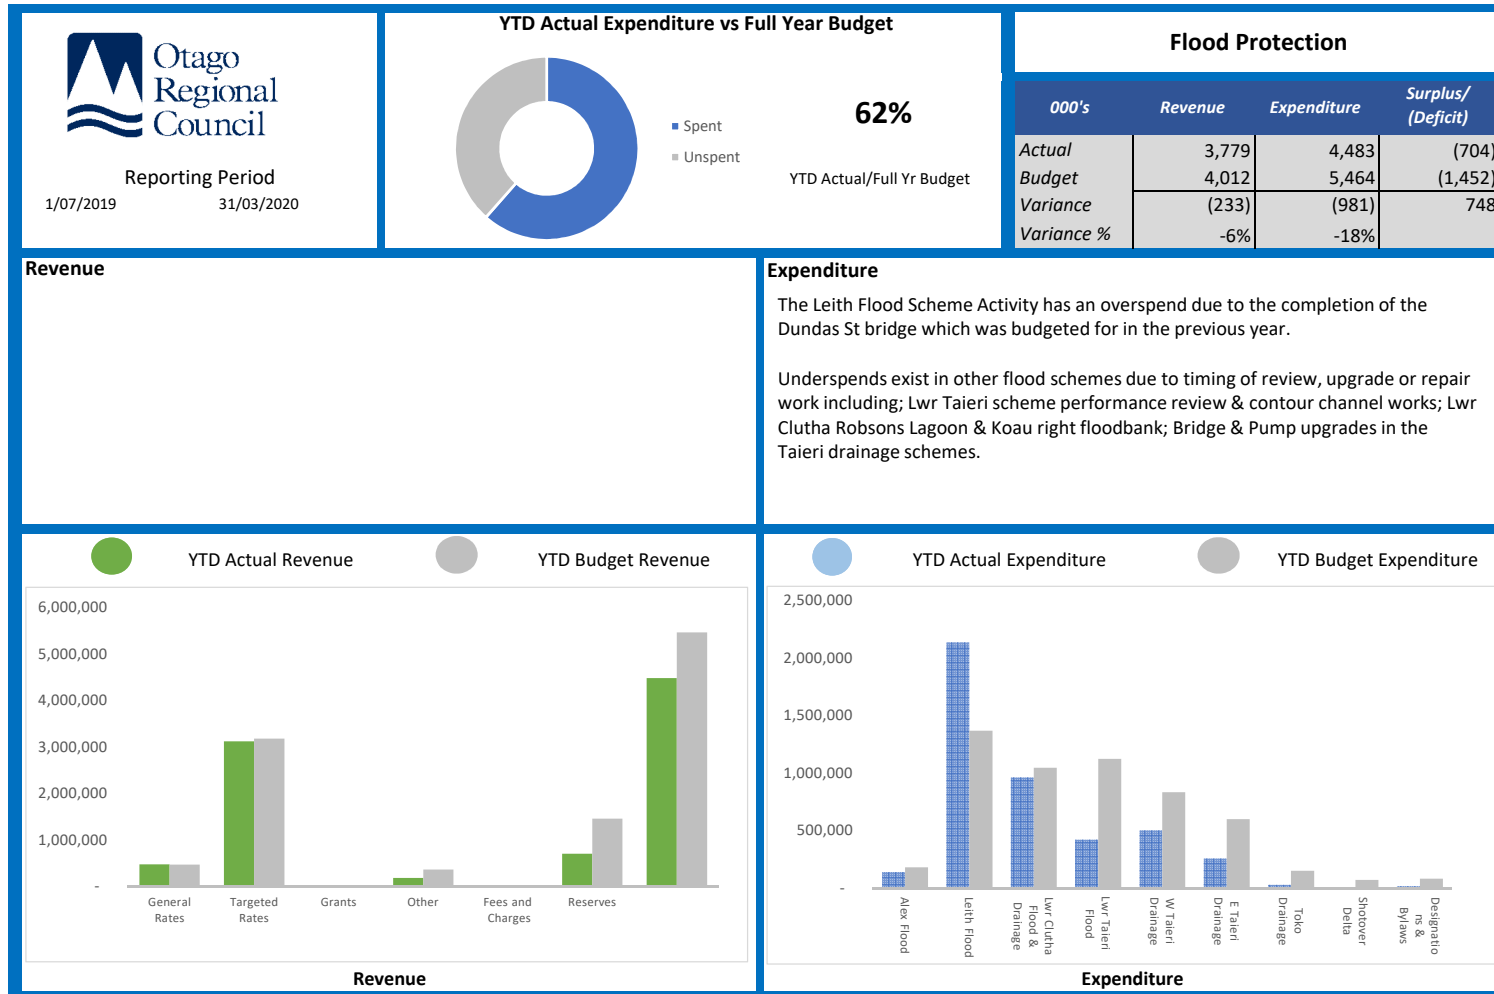 Otago
Regional
Council
Reporting Period
1/07/2019 31/03/2020
YTD Actual Expenditure vs Full Year Budget
Spent
Unspent
62%
YTD Actual/Full Yr Budget
Flood Protection
000's Revenue Expenditure Surplus/ (Deficit)
Actual 3,779 4,483 (704)
Budget 4,012 5,464 (1,452)
Variance (233) (981) 748
Variance % -6% -18%
Revenue
Expenditure
The Leith Flood Scheme Activity has an overspend due to the completion of the
Dundas St bridge which was budgeted for in the previous year.
Underspends exist in other flood schemes due to timing of review, upgrade or repair
work including; Lwr Taieri scheme performance review & contour channel works; Lwr
Clutha Robsons Lagoon & Koau right floodbank; Bridge & Pump upgrades in the
Taieri drainage schemes.
YTD Actual Revenue YTD Budget Revenue
6,000,000
5,000,000
4,000,000
3,000,000
2,000,000
1,000,000
-
General
Rates
Targeted
Rates
Grants
Other
Fees and
Charges
Reserves
Revenue
YTD Actual Expenditure YTD Budget Expenditure
2,500,000
2,000,000
1,500,000
1,000,000
500,000
-
Alex Flood
Leith Flood
Lwr Clutha
Flood &
Drainage
Lwr Taieri
Flood
W Taieri
Drainage
E Taieri
Drainage
Toko
Drainage
Shotover
Delta
Designatio
ns &
Bylaws
Expenditure